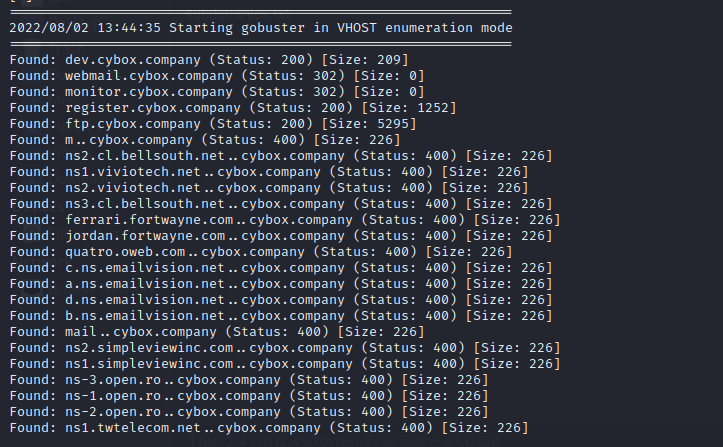 ===============================================================
2022/08/02 13:44:35 Starting gobuster in VHOST enumeration mode
===============================================================
Found: dev.cybox.company (Status: 200) [Size: 209]
Found: webmail.cybox.company (Status: 302) [Size: 0]
Found: monitor.cybox.company (Status: 302) [Size: 0]
Found: register.cybox.company (Status: 200) [Size: 1252]
Found: ftp.cybox.company (Status: 200) [Size: 5295]
Found: m..cybox.company (Status: 400) [Size: 226]
Found: ns2.cl.bellsouth.net..cybox.company (Status: 400) [Size: 226]
Found: ns1.viviotech.net..cybox.company (Status: 400) [Size: 226]
Found: ns2.viviotech.net..cybox.company (Status: 400) [Size: 226]
Found: ns3.cl.bellsouth.net..cybox.company (Status: 400) [Size: 226]
Found: ferrari.fortwayne.com..cybox.company (Status: 400) [Size: 226]
Found: jordan.fortwayne.com..cybox.company (Status: 400) [Size: 226]
Found: quatro.oweb.com..cybox.company (Status: 400) [Size: 226]
Found: c.ns.emailvision.net..cybox.company (Status: 400) [Size: 226]
Found: a.ns.emailvision.net..cybox.company (Status: 400) [Size: 226]
Found: d.ns.emailvision.net..cybox.company (Status: 400) [Size: 226]
Found: b.ns.emailvision.net..cybox.company (Status: 400) [Size: 226]
Found: mail..cybox.company (Status: 400) [Size: 226]
Found: ns2.simpleviewinc.com..cybox.company (Status: 400) [Size: 226]
Found: ns1.simpleviewinc.com..cybox.company (Status: 400) [Size: 226]
Found: ns-3.open.ro..cybox.company (Status: 400) [Size: 226]
Found: ns-1.open.ro..cybox.company (Status: 400) [Size: 226]
Found: ns-2.open.ro..cybox.company (Status: 400) [Size: 226]
Found: ns1.twtelecom.net..cybox.company (Status: 400) [Size: 226]